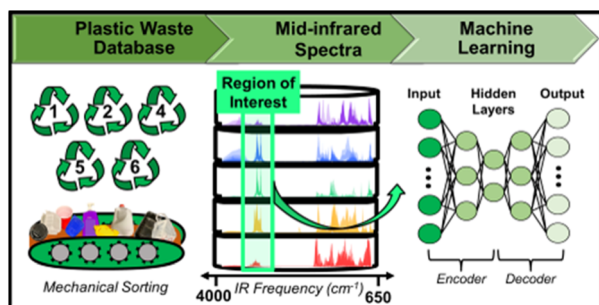 Plastic Waste
Database
Mid-infrared
Spectra
Machine
Learning
1
2
4
5
6
Mechanical Sorting
Region of
Interest
4000
IR Frequency (cm-1)
650
Input
Hidden
Layers
Output
Encoder
Decoder